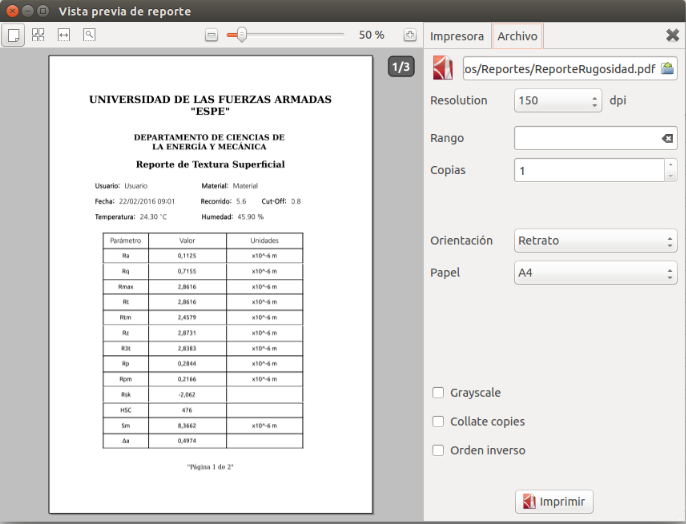 Vista previa de reporte
50 %
Impresora Archivo
1/3
os/Reportes/ReporteRugosidad.pdf
Resolution 150 dpi
Rango
Copias 1
Orientación Retrato
Papel A4
Grayscale
Collate copies
Orden inverso
Imprimir
UNIVERSIDAD DE LAS FUERZAS ARMADAS
"ESPE"
DEPARTAMENTO DE CIENCIAS DE
LA ENERGÍA Y MECÁNICA
Reporte de Textura Superficial
Usuario: Usuario Material: Material
Fecha: 22/02/2016 09:01 Recorrido: 5.6 Cut-Off: 0.8
Temperatura: 24.30 °C Humedad: 45.90 %
Parámetro Valor Unidades
Ra 0,1125 x10^-6 m
Rq 0,7155 x10^-6 m
Rmax 2,8616 x10^-6 m
Rt 2,8616 x10^-6 m
Rtm 2,4579 x10^-6 m
Rz 2,8731 x10^-6 m
R3t 2,8383 x10^-6 m
Rp 0,2844 x10^-6 m
Rpm 0,2166 x10^-6 m
Rsk -2,062
HSC 476
Sm 8,3662 x10^-6 m
Δa 0,4974
"Página 1 de 2"